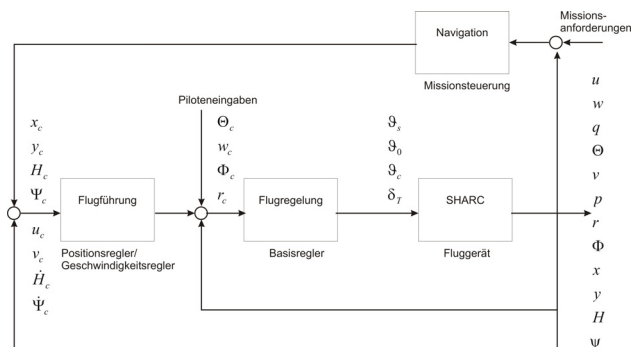 Missions-
anforderungen
Navigation
Missionsteuerung
Piloteneingaben
x_c
y_c
H_c
Ψ_c
u_c
v_c
Ḣ_c
Ψ̇_c
Flugführung
Positionsregler/
Geschwindigkeitsregler
Θ_c
w_c
Φ_c
r_c
Flugregelung
Basisregler
ϑ_s
ϑ_0
ϑ_c
δ_T
SHARC
Fluggerät
u
w
q
Θ
v
p
r
Φ
x
y
H
Ψ